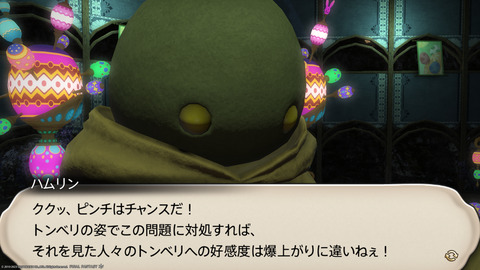 ハムリン
ククッ、ピンチはチャンスだ！
トンベリの姿でこの問題に対処すれば、
それを見た人々のトンベリへの好感度は爆上がりに違いねぇ！
FINAL FANTASY XIV